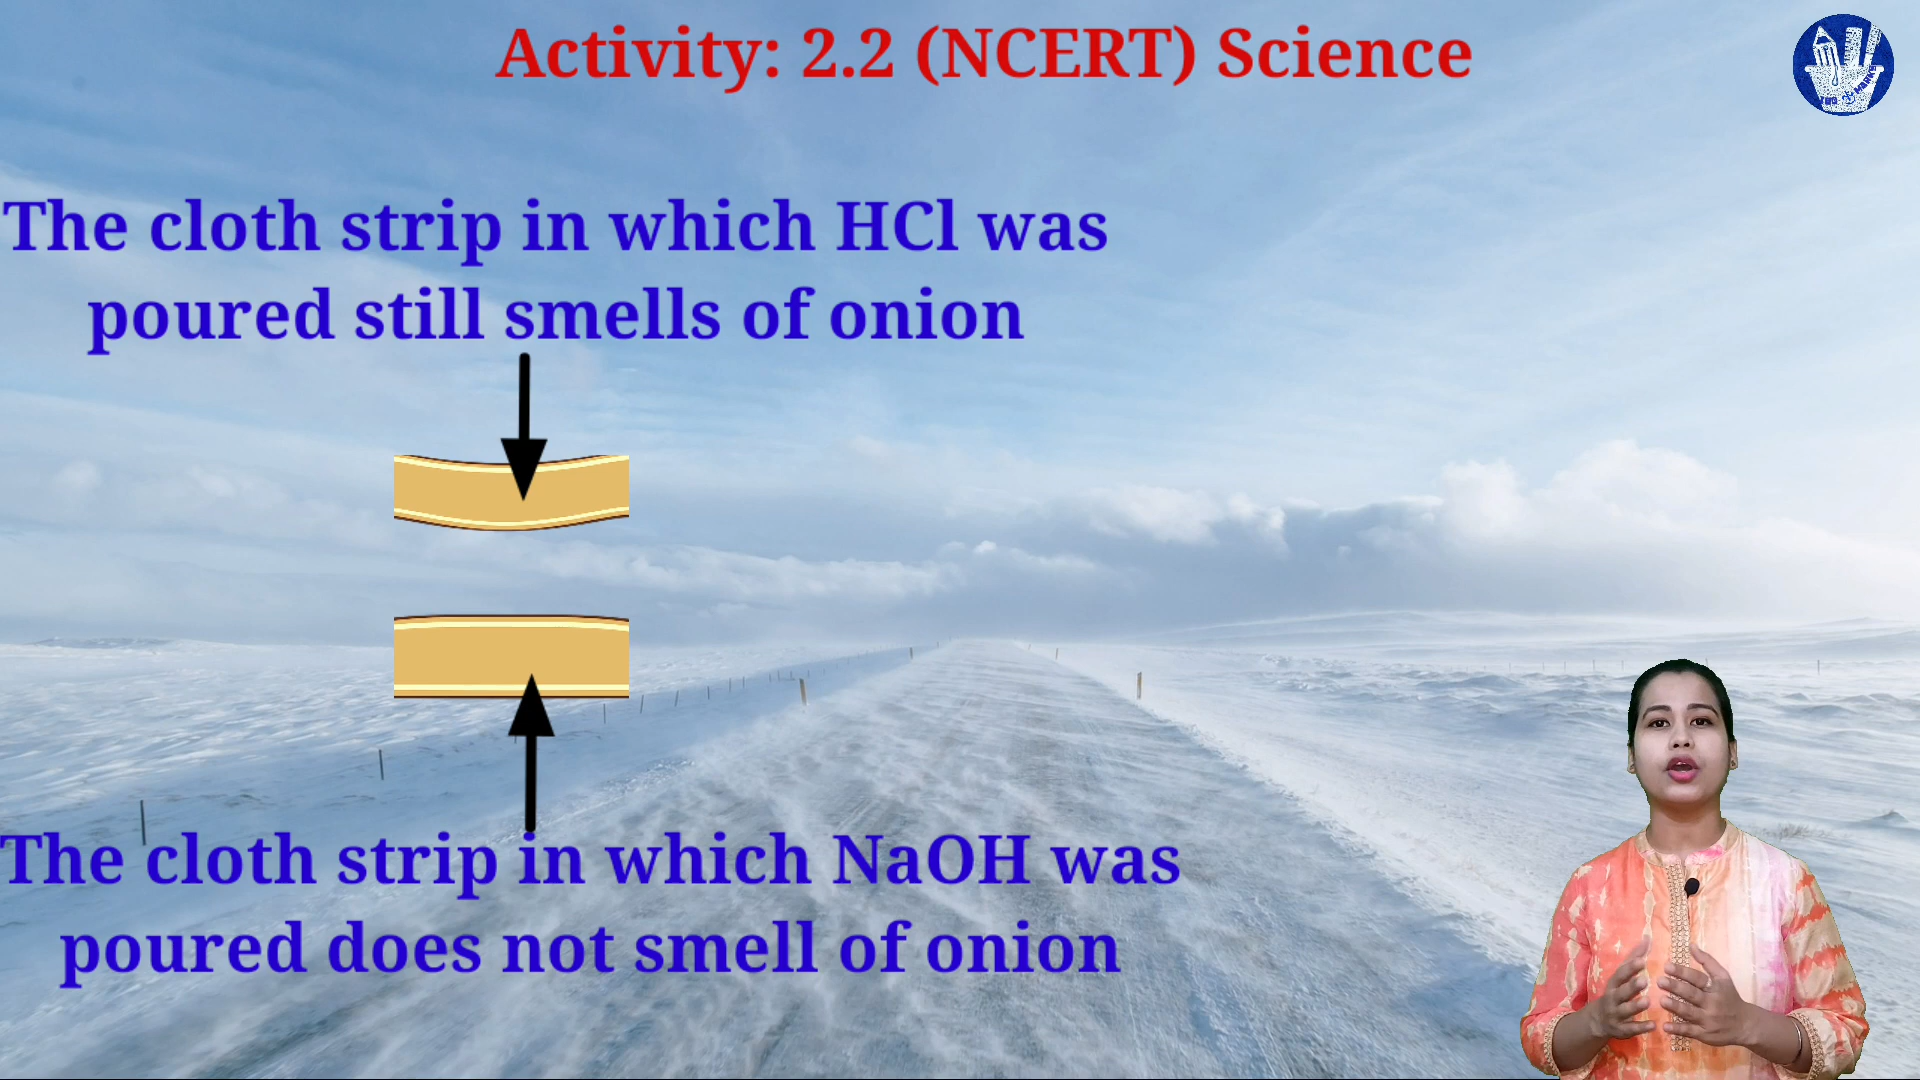 Activity: 2.2 (NCERT) Science
The cloth strip in which HCl was
poured still smells of onion
The cloth strip in which NaOH was
poured does not smell of onion